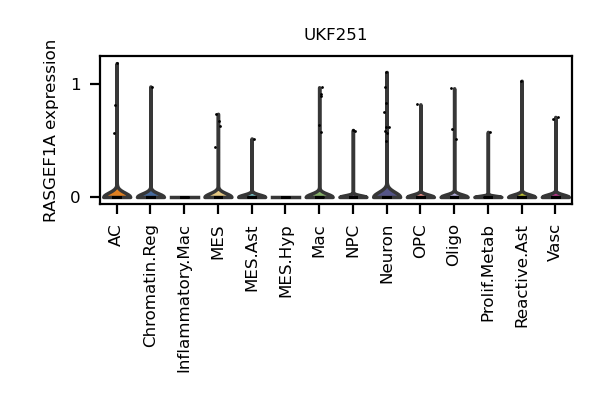 UKF251
RASGEF1A expression
1
0
AC
Chromatin.Reg
Inflammatory.Mac
MES
MES.Ast
MES.Hyp
Mac
NPC
Neuron
OPC
Oligo
Prolif.Metab
Reactive.Ast
Vasc